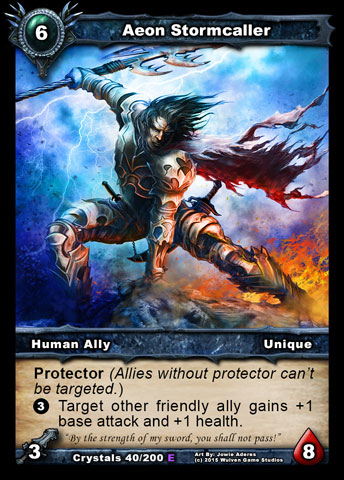 6
Aeon Stormcaller
Human Ally
Unique
Protector (Allies without protector can't
be targeted.)
3 Target other friendly ally gains +1
base attack and +1 health.
"By the strength of my sword, you shall not pass!"
3
Crystals 40/200 E
Art By: Jowie Aderes
(c) 2015 Wulven Game Studios
8